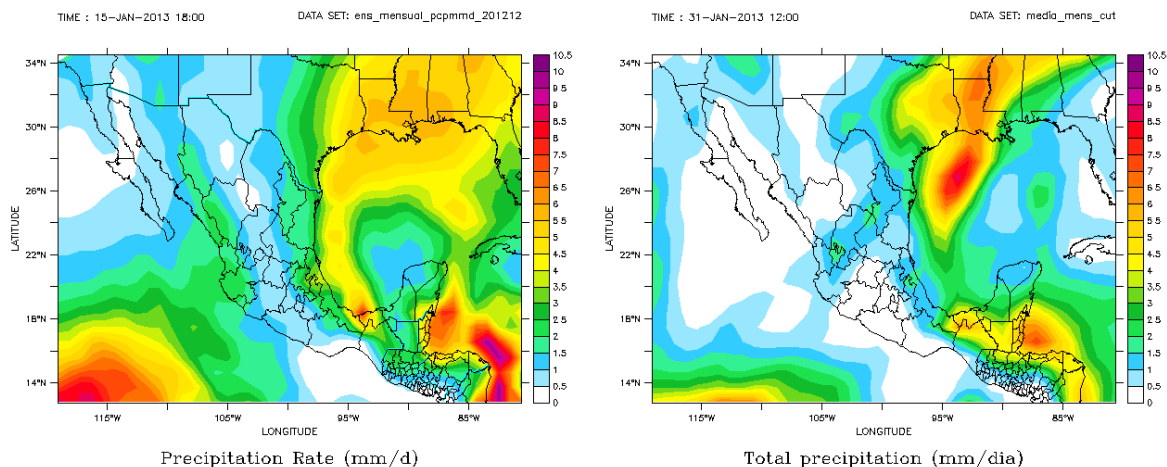 TIME : 15-JAN-2013 18:00
DATA SET: ens_mensual_pcpmmd_201212
34°N
30°N
26°N
22°N
18°N
14°N
LATITUDE
115°W
105°W
95°W
85°W
LONGITUDE
10.5
10
9.5
9
8.5
8
7.5
7
6.5
6
5.5
5
4.5
4
3.5
3
2.5
2
1.5
1
0.5
0
Precipitation Rate (mm/d)
TIME : 31-JAN-2013 12:00
DATA SET: media_mens_cut
34°N
30°N
26°N
22°N
18°N
14°N
LATITUDE
115°W
105°W
95°W
85°W
LONGITUDE
10.5
10
9.5
9
8.5
8
7.5
7
6.5
6
5.5
5
4.5
4
3.5
3
2.5
2
1.5
1
0.5
0
Total precipitation (mm/dia)